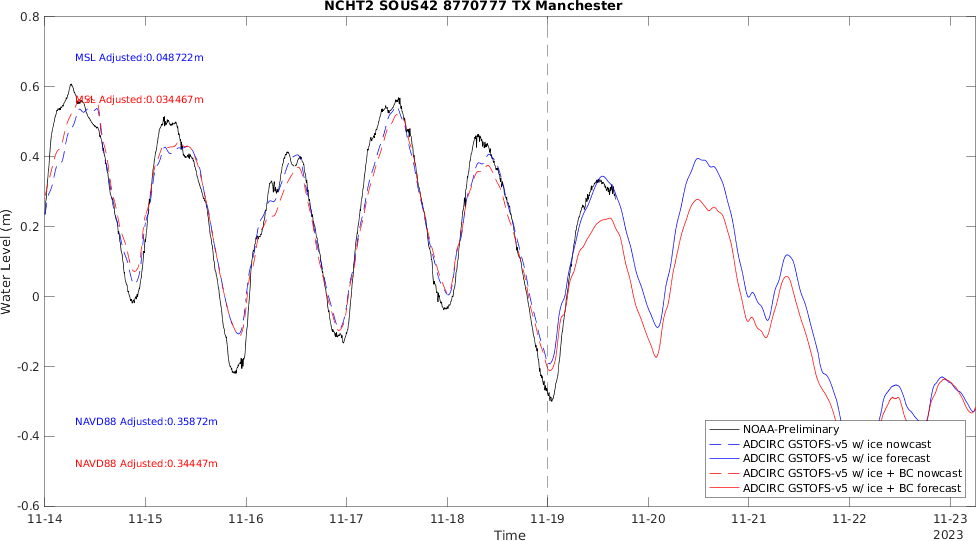 NCHT2 SOUS42 8770777 TX Manchester
0.8
0.6
0.4
0.2
0
-0.2
-0.4
-0.6
Water Level (m)
MSL Adjusted:0.048722m
MSL Adjusted:0.034467m
NAVD88 Adjusted:0.35872m
NAVD88 Adjusted:0.34447m
NOAA-Preliminary
ADCIRC GSTOFS-v5 w/ ice nowcast
ADCIRC GSTOFS-v5 w/ ice forecast
ADCIRC GSTOFS-v5 w/ ice + BC nowcast
ADCIRC GSTOFS-v5 w/ ice + BC forecast
11-14 11-15 11-16 11-17 11-18 11-19 11-20 11-21 11-22 11-23
Time 2023